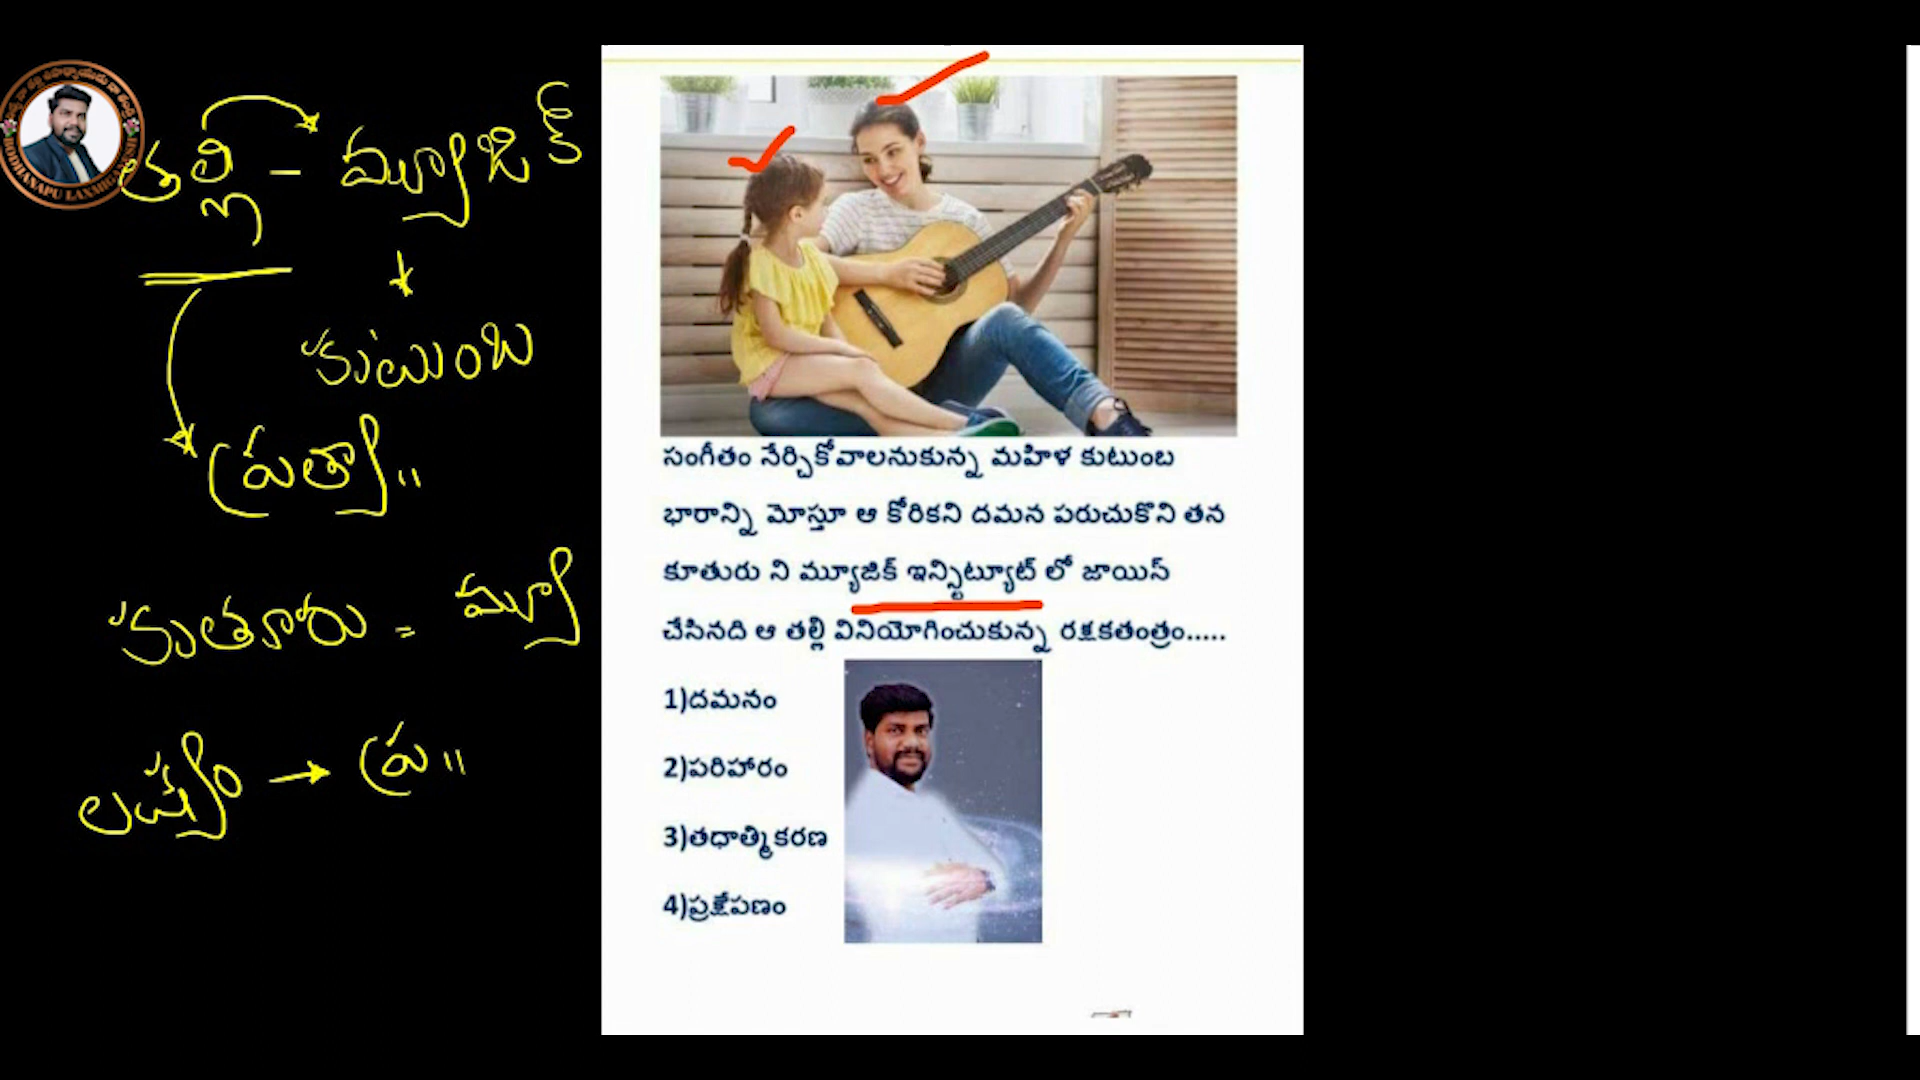 తల్లి - మ్యూజిక్
కుటుంబ
ప్రత్యా,,
కుతూరు = మ్యూ
లక్ష్యం → ప్ర,,
సంగీతం నేర్చికోవాలనుకున్న మహిళ కుటుంబ
భారాన్ని మోస్తూ ఆ కోరికని దమన పరుచుకొని తన
కూతురు ని మ్యూజిక్ ఇన్స్టిట్యూట్ లో జాయిస్
చేసినది ఆ తల్లి వినియోగించుకున్న రక్షకతంత్రం.....
1)దమనం
2)పరిహారం
3)తధాత్మికరణ
4)ప్రక్షేపణం